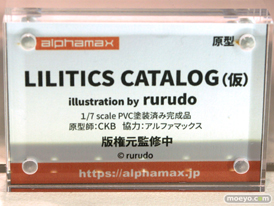 alphamax
原型
LILITICS CATALOG(仮)
illustration by rurudo
1/7 scale PVC塗装済み完成品
原型師：CKB 協力：アルファマックス
版権元監修中
© rurudo
https://alphamax.jp
moeyo.com